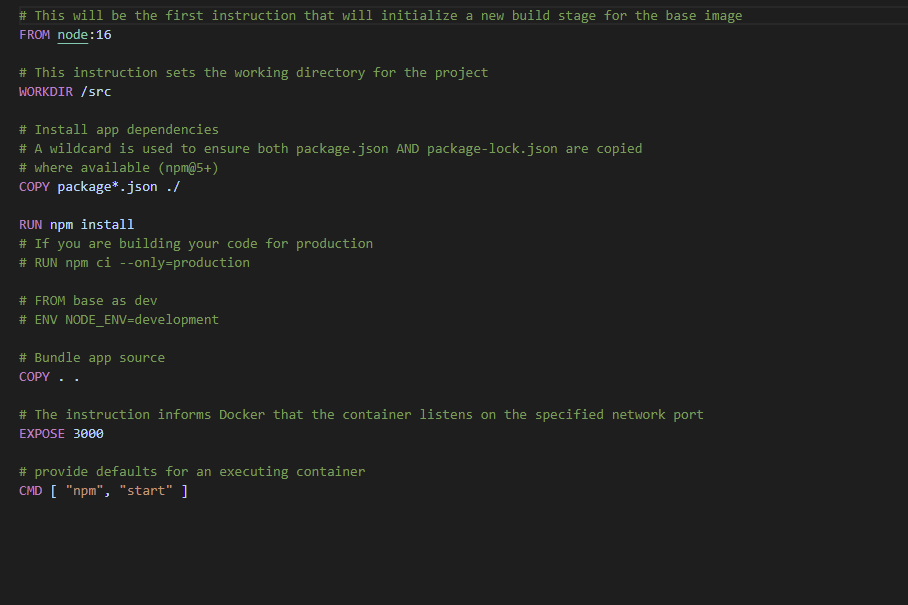 # This will be the first instruction that will initialize a new build stage for the base image
FROM node:16
# This instruction sets the working directory for the project
WORKDIR /src
# Install app dependencies
# A wildcard is used to ensure both package.json AND package-lock.json are copied
# where available (npm@5+)
COPY package*.json ./
RUN npm install
# If you are building your code for production
# RUN npm ci --only=production
# FROM base as dev
# ENV NODE_ENV=development
# Bundle app source
COPY . .
# The instruction informs Docker that the container listens on the specified network port
EXPOSE 3000
# provide defaults for an executing container
CMD [ "npm", "start" ]